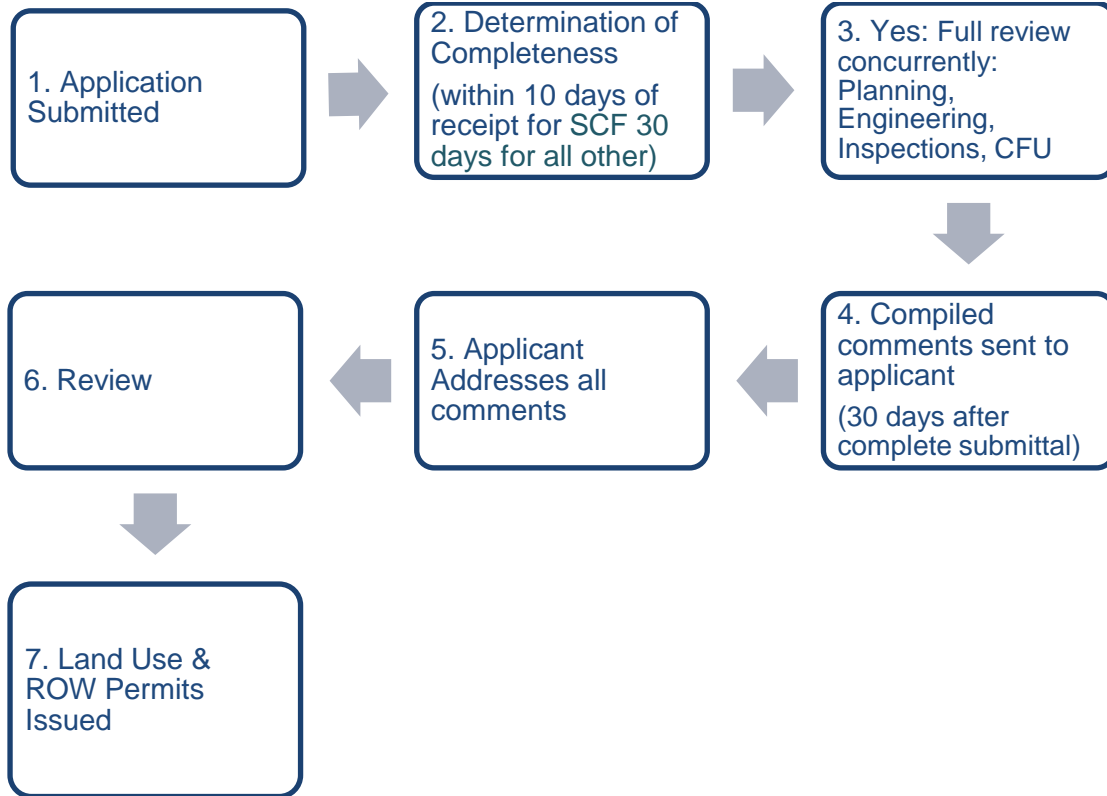 1. Application
Submitted
2. Determination of
Completeness
(within 10 days of
receipt for SCF 30
days for all other)
3. Yes: Full review
concurrently:
Planning,
Engineering,
Inspections, CFU
4. Compiled
comments sent to
applicant
(30 days after
complete submittal)
5. Applicant
Addresses all
comments
6. Review
7. Land Use &
ROW Permits
Issued